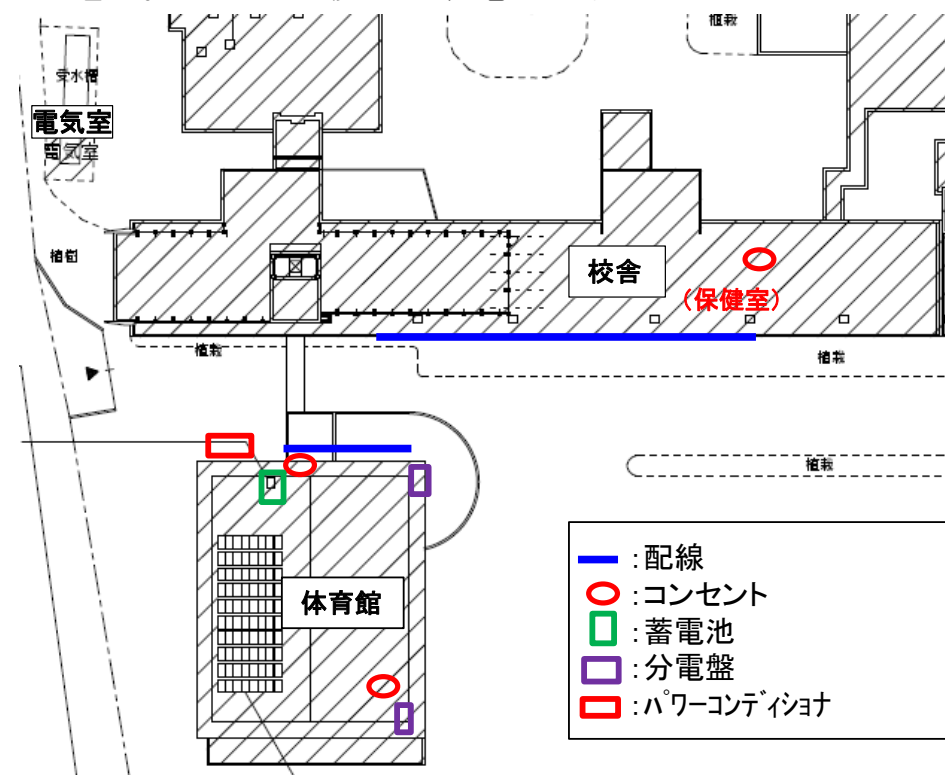 植栽
受水槽
電気室
電気室
植樹
校舎
(保健室)
植栽
植栽
植栽
体育館
:配線
:コンセント
:蓄電池
:分電盤
:パワーコンディショナ